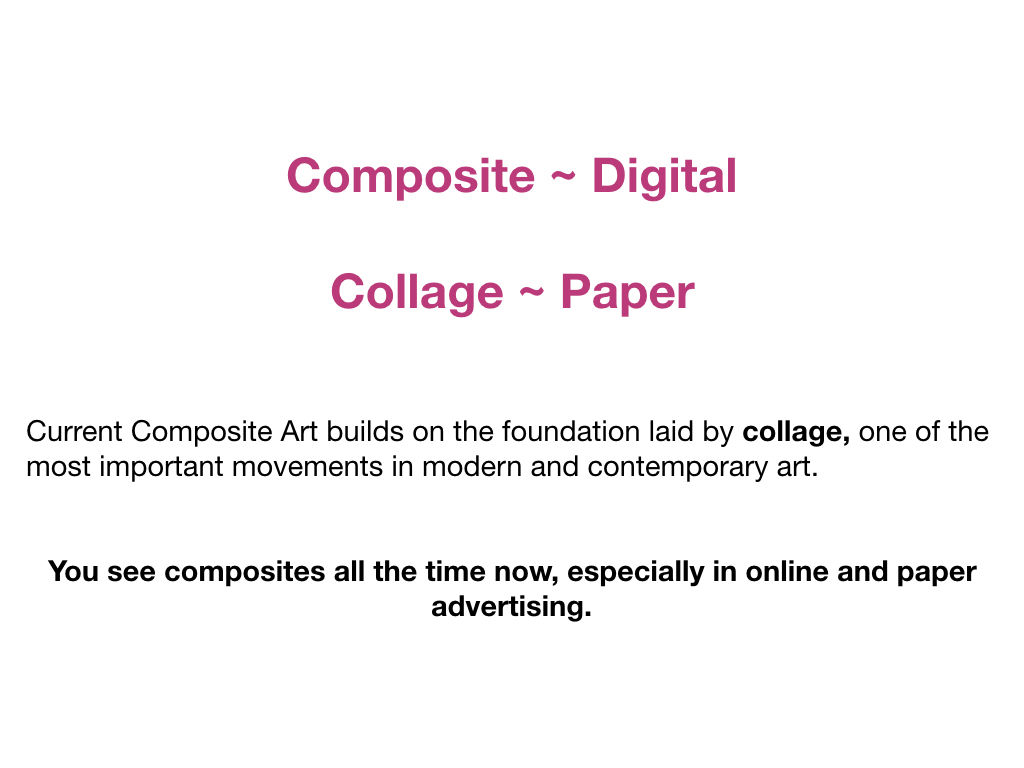 Composite ~ Digital
Collage ~ Paper
Current Composite Art builds on the foundation laid by collage, one of the
most important movements in modern and contemporary art.
You see composites all the time now, especially in online and paper
advertising.